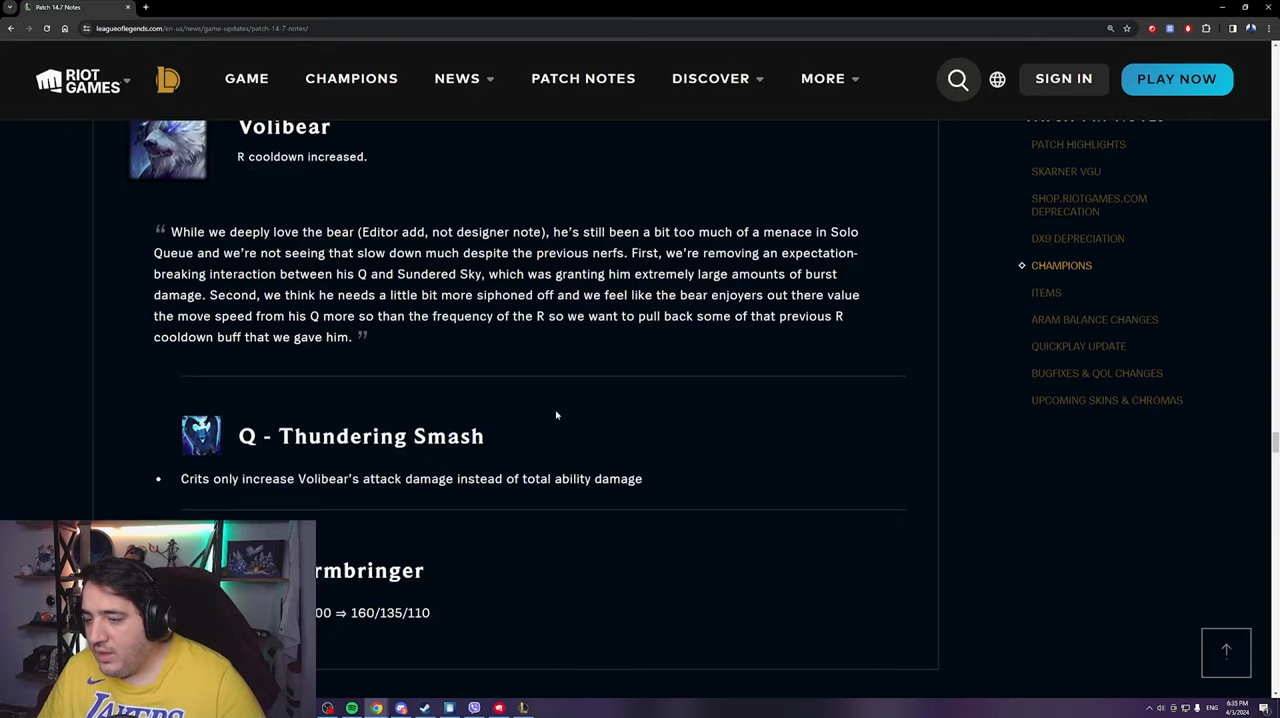 Patch 14.7 Notes
leagueoflegends.com/en-us/news/game-updates/patch-14-7-notes/
RIOT GAMES
GAME
CHAMPIONS
NEWS
PATCH NOTES
DISCOVER
MORE
SIGN IN
PLAY NOW
Volibear
R cooldown increased.
“ While we deeply love the bear (Editor add, not designer note), he’s still been a bit too much of a menace in Solo
Queue and we’re not seeing that slow down much despite the previous nerfs. First, we’re removing an expectation-
breaking interaction between his Q and Sundered Sky, which was granting him extremely large amounts of burst
damage. Second, we think he needs a little bit more siphoned off and we feel like the bear enjoyers out there value
the move speed from his Q more so than the frequency of the R so we want to pull back some of that previous R
cooldown buff that we gave him. ”
Q - Thundering Smash
• Crits only increase Volibear’s attack damage instead of total ability damage
rmbringer
00 ⇒ 160/135/110
PATCH HIGHLIGHTS
SKARNER VGU
SHOP.RIOTGAMES.COM
DEPRECATION
DX9 DEPRECIATION
CHAMPIONS
ITEMS
ARAM BALANCE CHANGES
QUICKPLAY UPDATE
BUGFIXES & QOL CHANGES
UPCOMING SKINS & CHROMAS
LAKERS
ENG
6:35 PM
4/3/2024